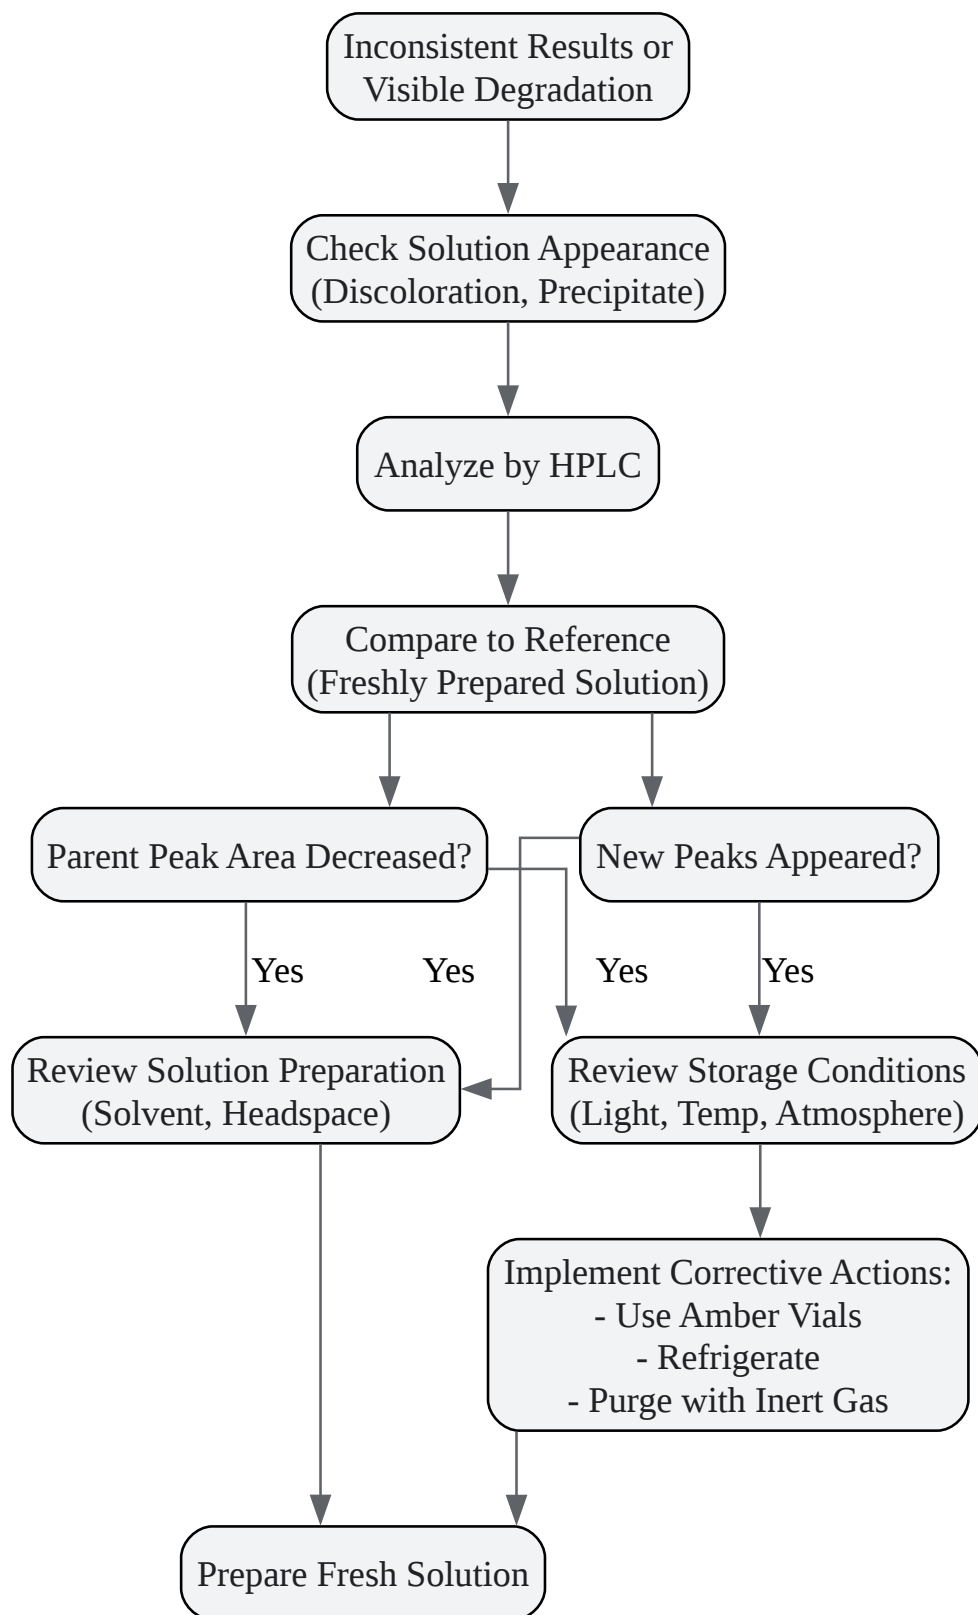 Inconsistent Results or
Visible Degradation
Check Solution Appearance
(Discoloration, Precipitate)
Analyze by HPLC
Compare to Reference
(Freshly Prepared Solution)
Parent Peak Area Decreased?
New Peaks Appeared?
Yes
Yes
Yes
Yes
Review Solution Preparation
(Solvent, Headspace)
Review Storage Conditions
(Light, Temp, Atmosphere)
Implement Corrective Actions:
- Use Amber Vials
- Refrigerate
- Purge with Inert Gas
Prepare Fresh Solution